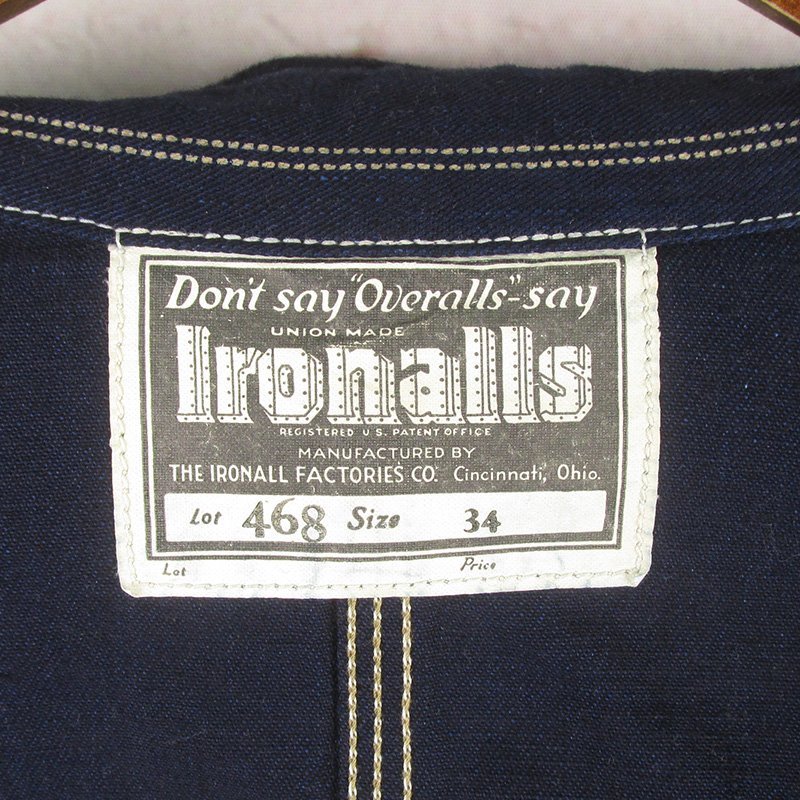 Don't say "Overalls"-say
UNION MADE
Ironalls
REGISTERED U.S. PATENT OFFICE
MANUFACTURED BY
THE IRONALL FACTORIES CO. Cincinnati, Ohio.
Lot 468 Size 34
Lot Price